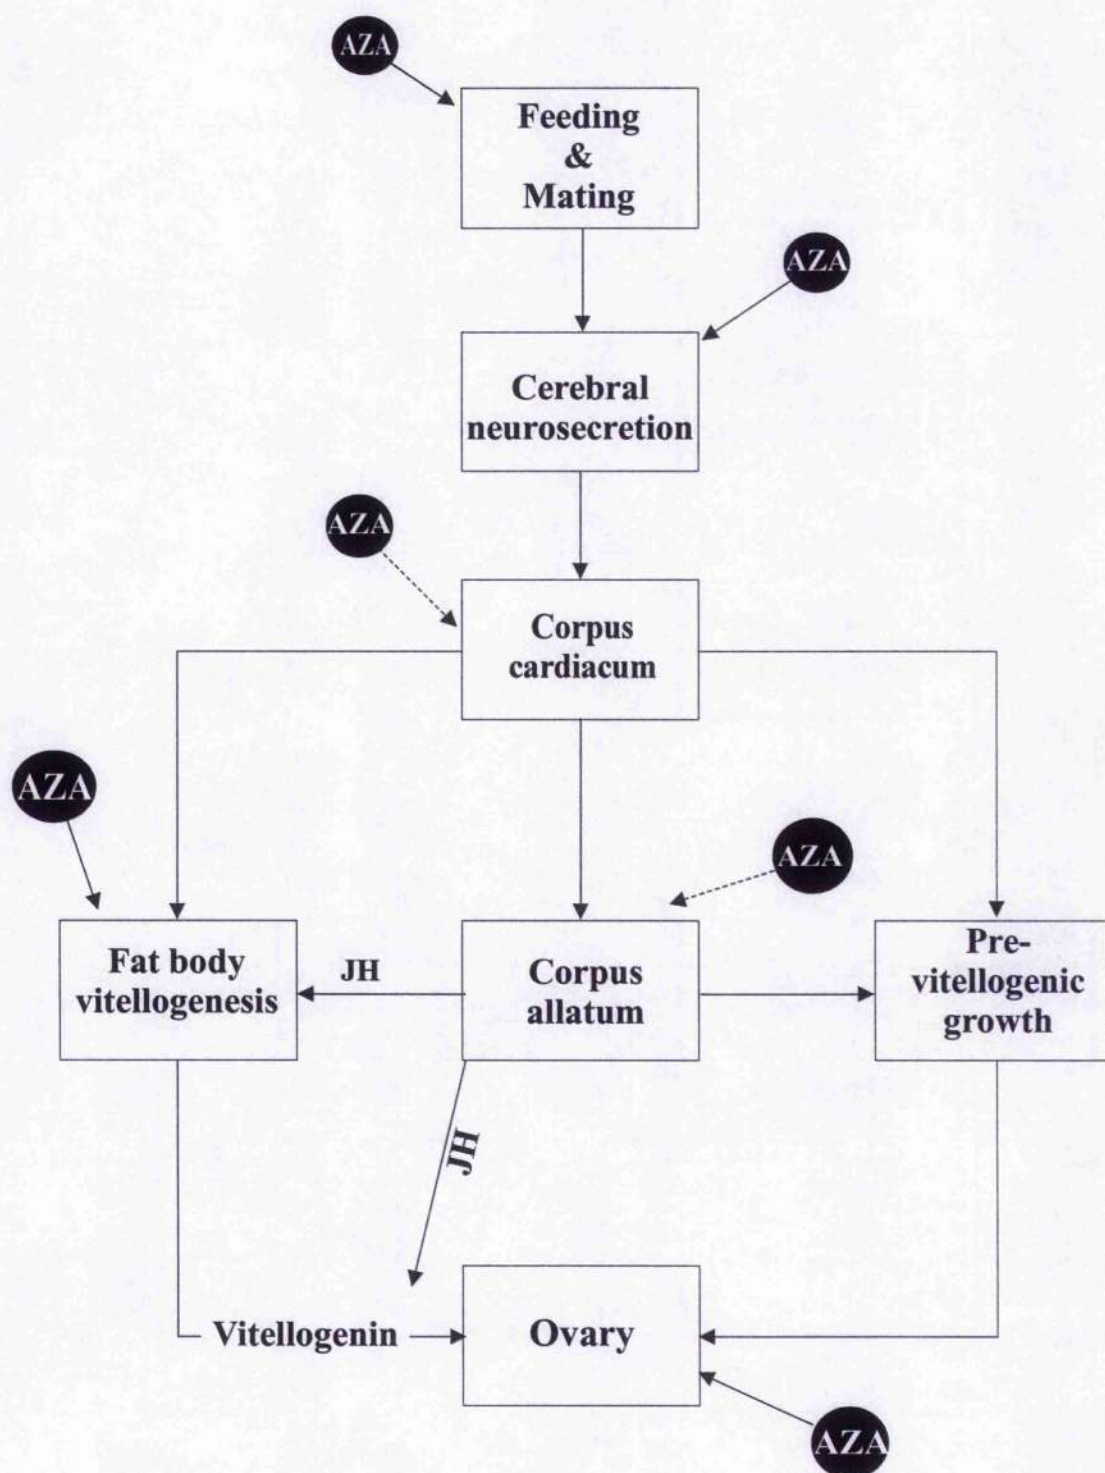 AZA
Feeding
&
Mating
AZA
Cerebral
neurosecretion
AZA
Corpus
cardiacum
AZA
AZA
Fat body
vitellogenesis
JH
Corpus
allatum
Pre-
vitellogenic
growth
JH
Vitellogenin
Ovary
AZA